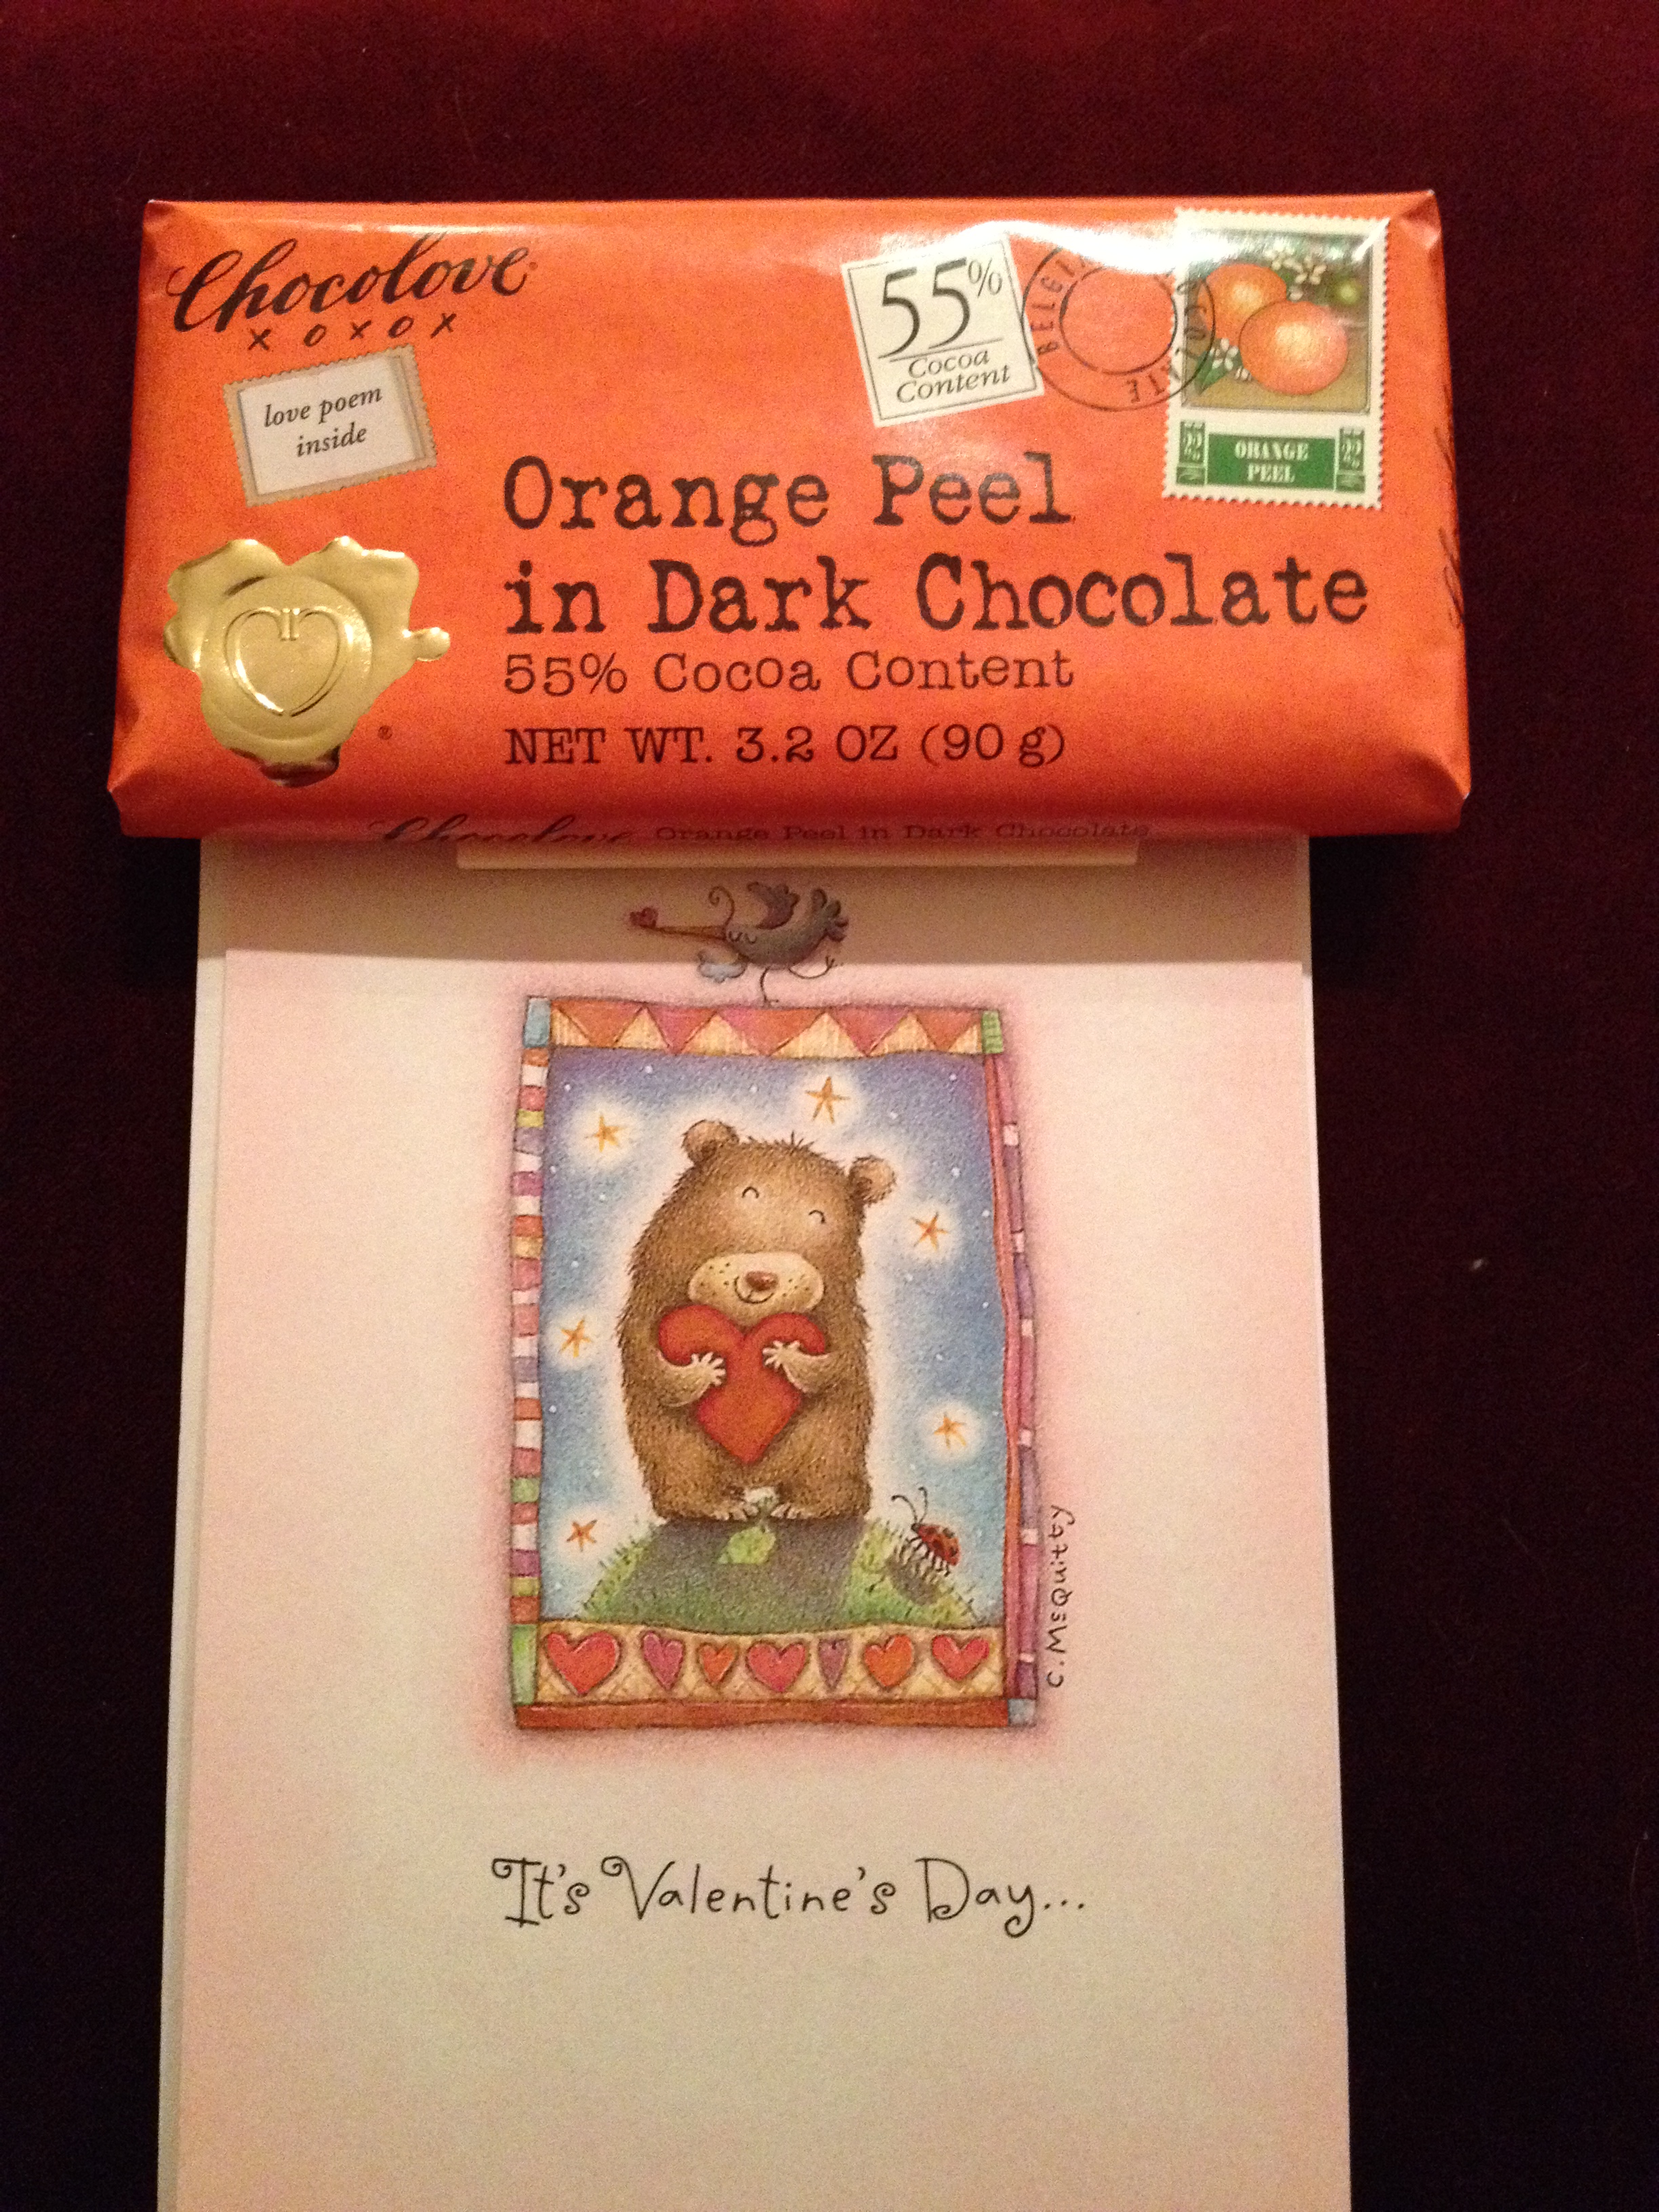 Chocolove
xoxox
love poem
inside
55%
Cocoa
Content
ORANGE
PEEL
Orange Peel
in Dark Chocolate
55% Cocoa Content
NET WT. 3.2 OZ (90 g)
®
Chocolove Orange Peel in Dark Chocolate
C. McQuitty
It's Valentine's Day...